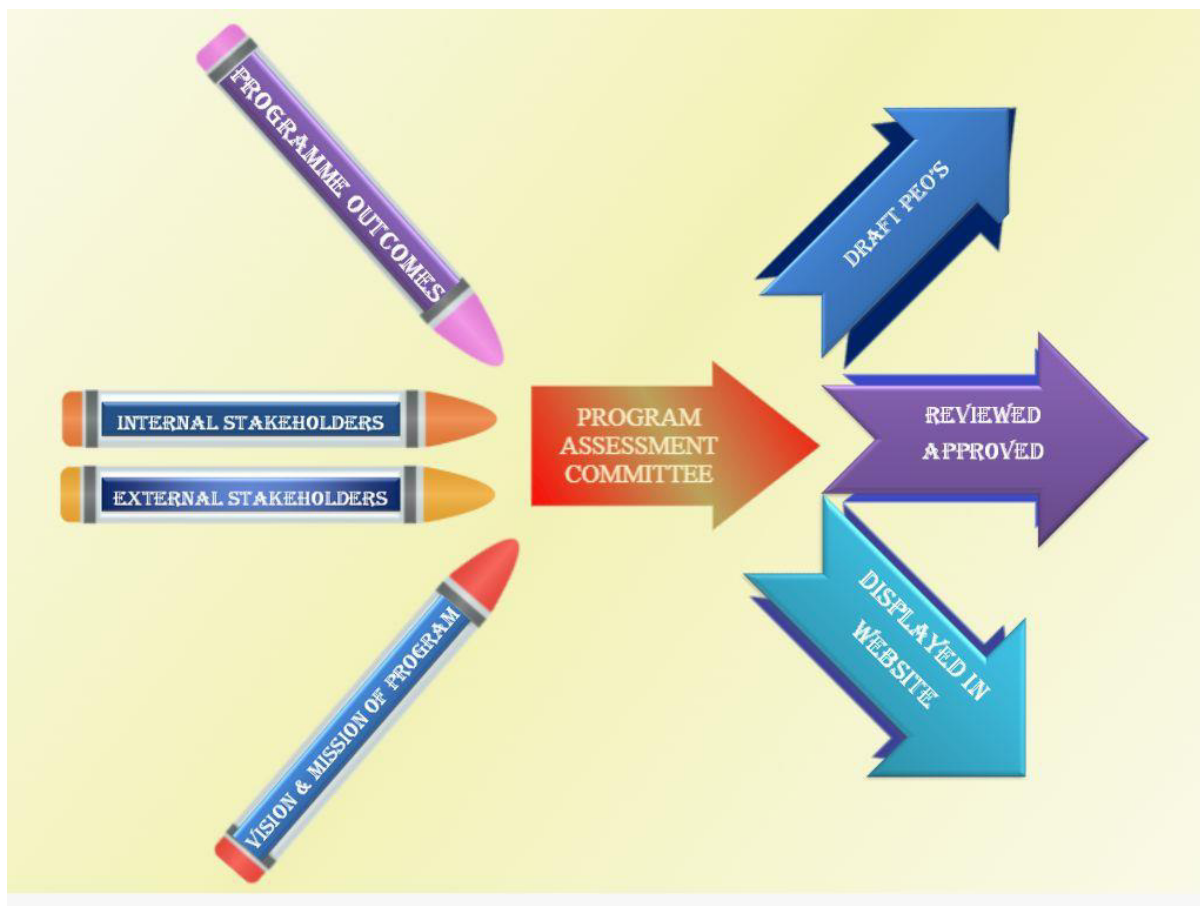 PROGRAMME OUTCOMES
INTERNAL STAKEHOLDERS
EXTERNAL STAKEHOLDERS
VISION & MISSION OF PROGRAM
PROGRAM
ASSESSMENT
COMMITTEE
DRAFT PEO'S
REVIEWED
APPROVED
DISPLAYED IN
WEBSITE